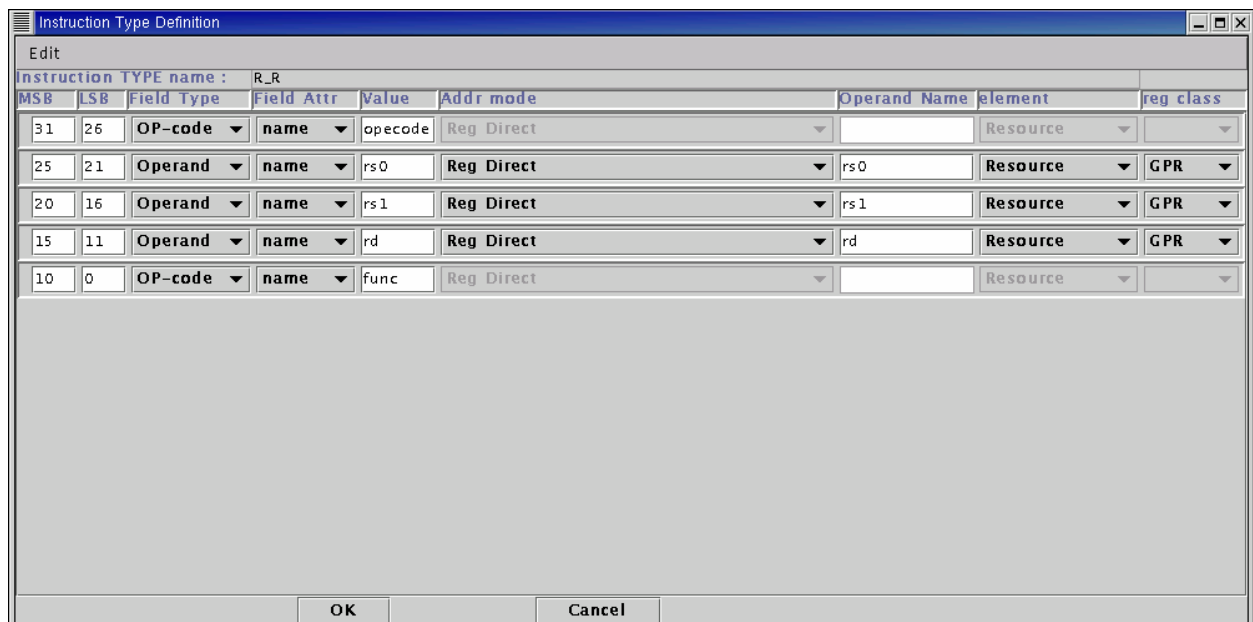 Instruction Type Definition
Edit
Instruction TYPE name : R_R
MSB LSB Field Type Field Attr Value Addr mode Operand Name element reg class
31 26 OP-code name opecode Reg Direct Resource
25 21 Operand name rs0 Reg Direct rs0 Resource GPR
20 16 Operand name rs1 Reg Direct rs1 Resource GPR
15 11 Operand name rd Reg Direct rd Resource GPR
10 0 OP-code name func Reg Direct Resource
OK Cancel